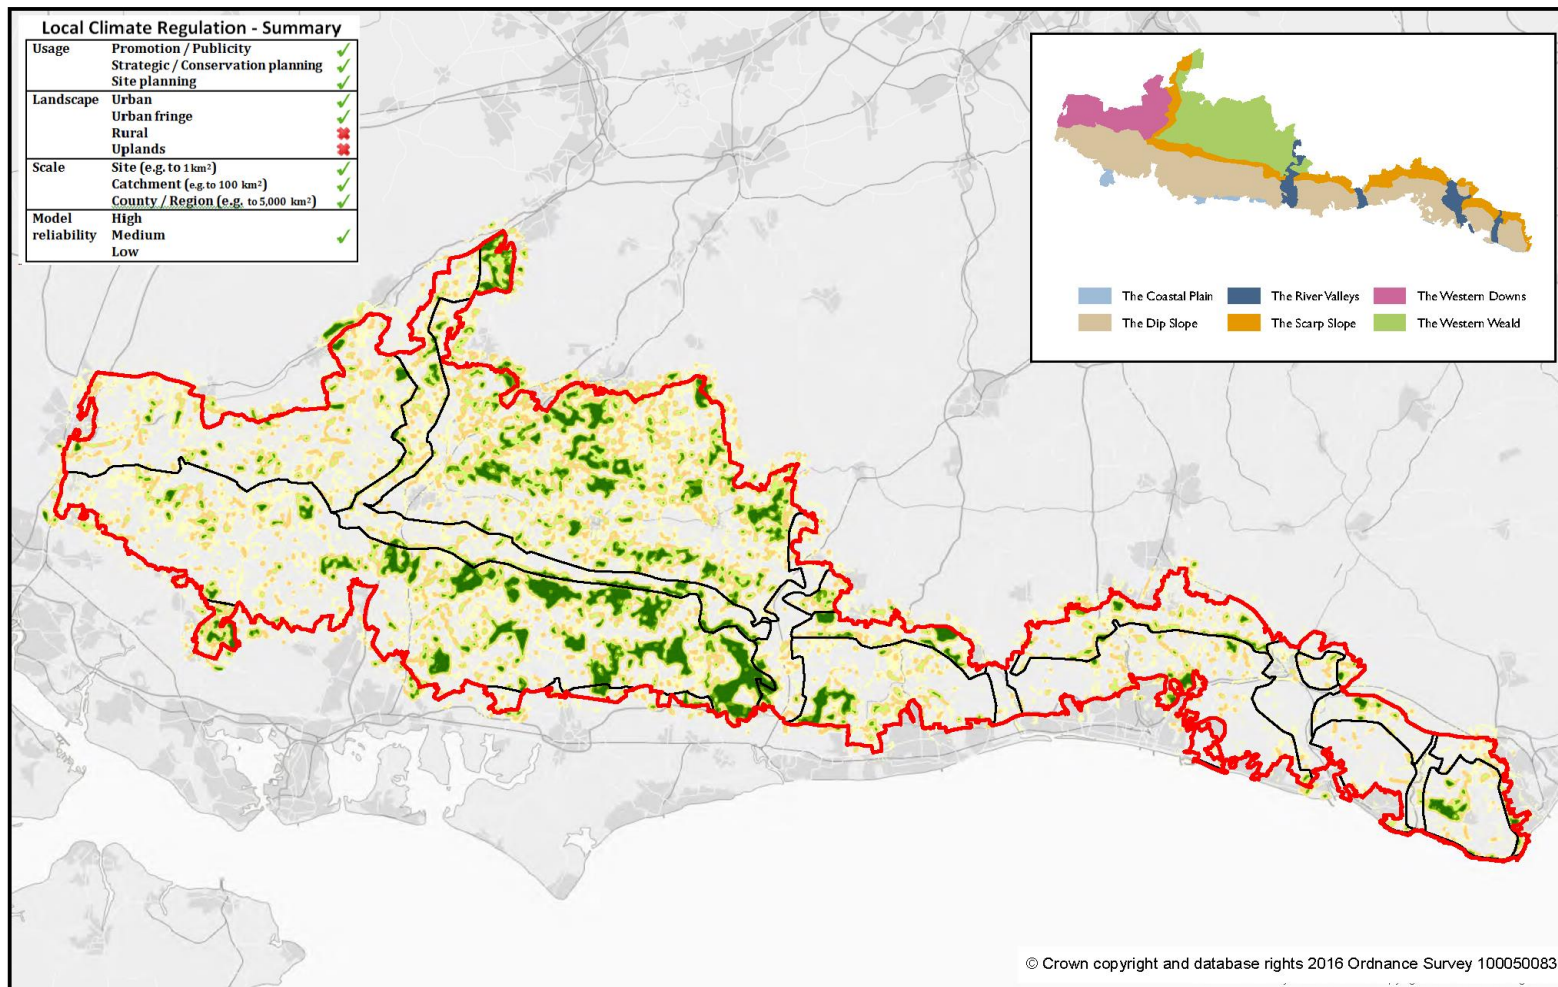 Local Climate Regulation - Summary
Usage Promotion / Publicity ✓
Strategic / Conservation planning ✓
Site planning ✓
Landscape Urban ✓
Urban fringe ✓
Rural ✖
Uplands ✖
Scale Site (e.g. to 1km²) ✓
Catchment (e.g. to 100 km²) ✓
County / Region (e.g. to 5,000 km²) ✓
Model High
reliability Medium ✓
Low
The Coastal Plain The River Valleys The Western Downs
The Dip Slope The Scarp Slope The Western Weald
© Crown copyright and database rights 2016 Ordnance Survey 100050083